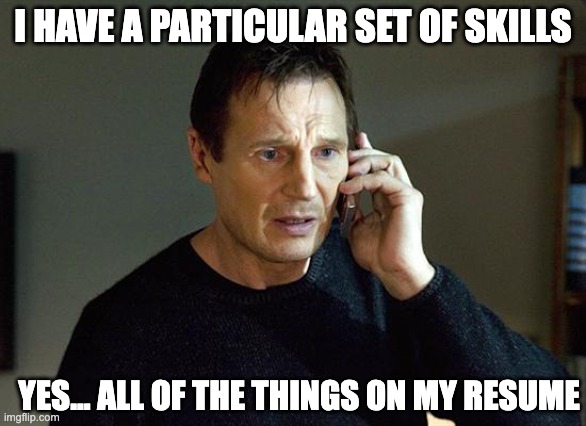 I HAVE A PARTICULAR SET OF SKILLS
YES... ALL OF THE THINGS ON MY RESUME
imgflip.com